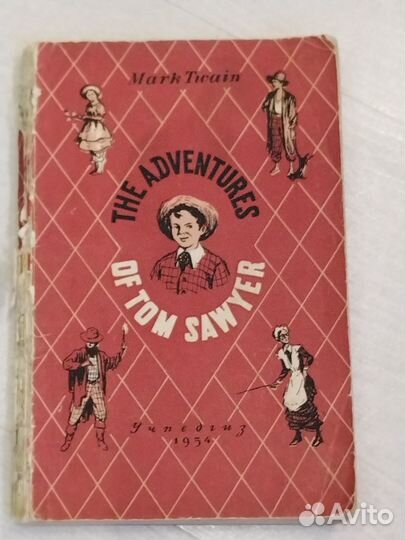 Mark Twain
THE ADVENTURES
OF TOM SAWYER
Учпедгиз
1954
Avito